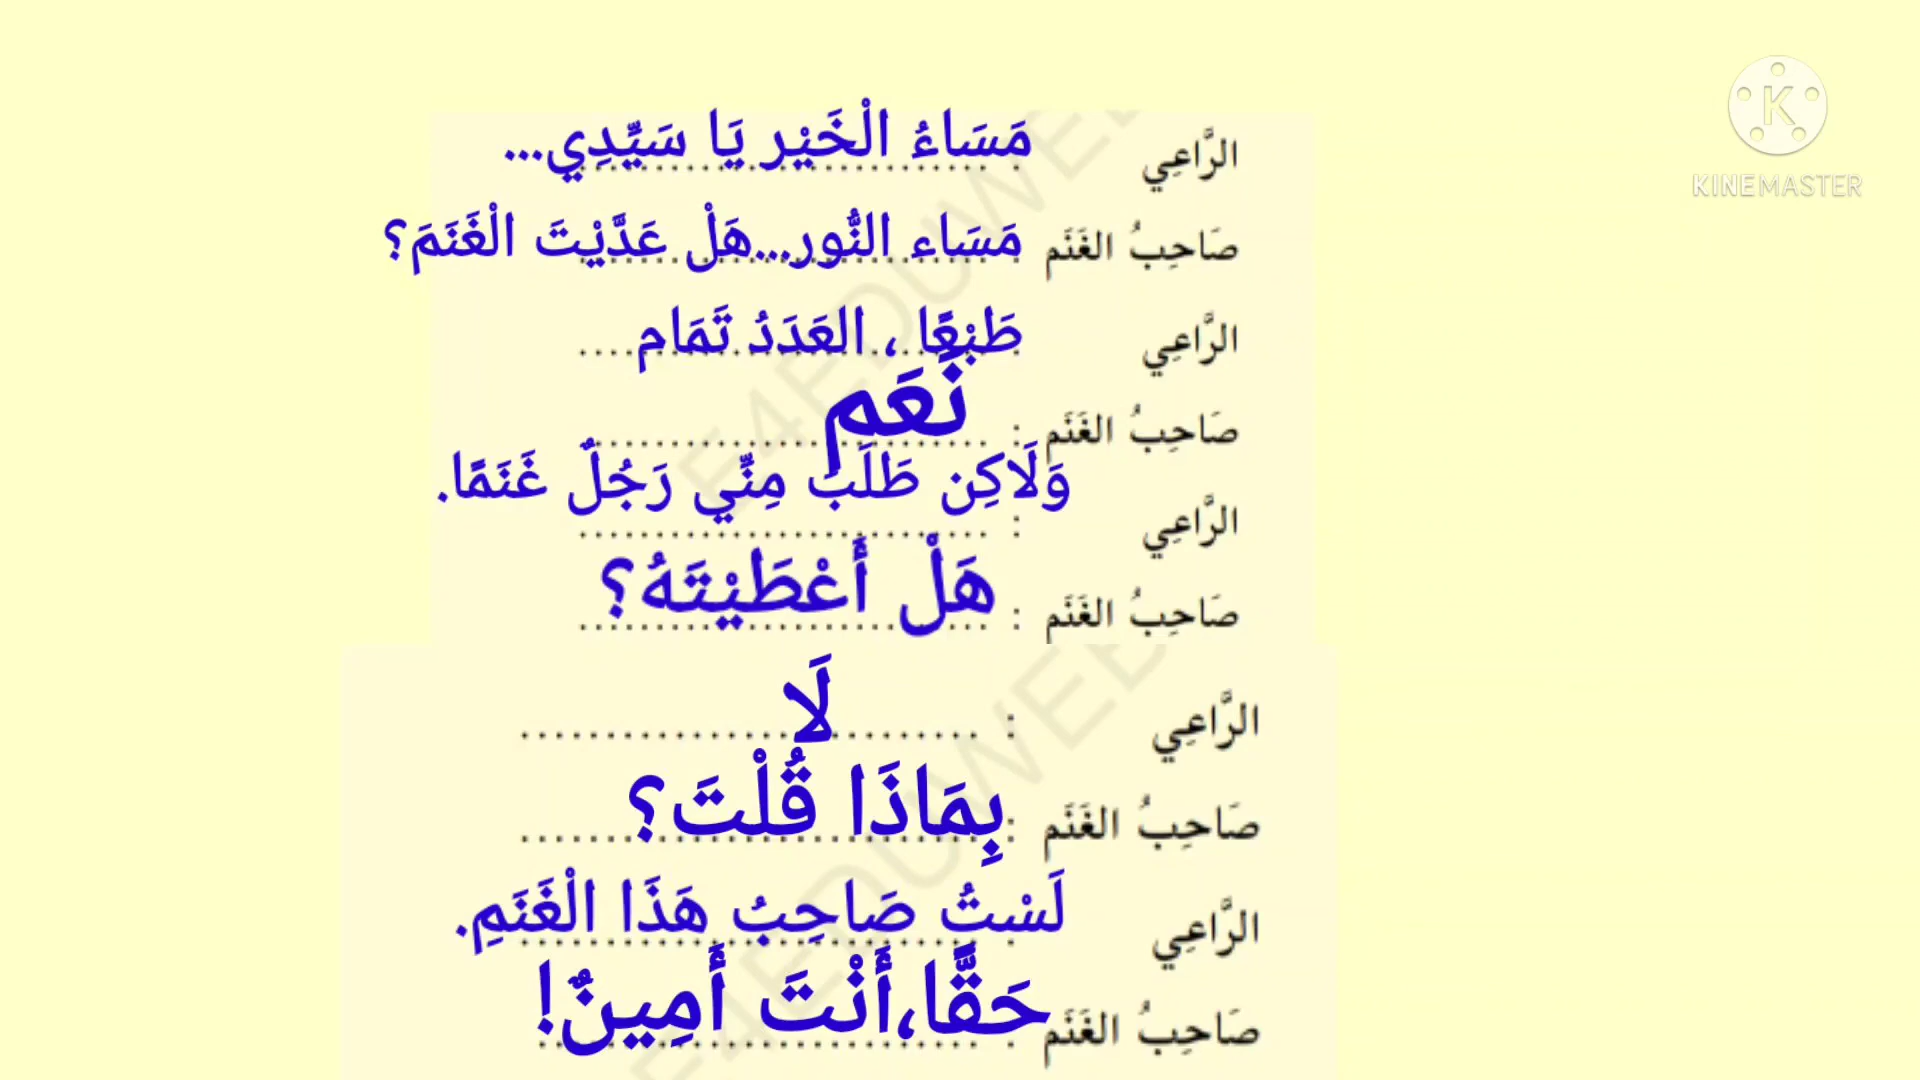 الرَّاعِي : مَسَاءُ الْخَيْر يَا سَيِّدِي...
صَاحِبُ الغَنَم : مَسَاء النُّور...هَلْ عَدَّيْتَ الْغَنَمَ؟
الرَّاعِي : طَبْعًا ، العَدَدُ تَمَام
صَاحِبُ الغَنَم : نَعَم
الرَّاعِي : وَلَاكِن طَلَبَ مِنِّي رَجُلٌ غَنَمًا.
صَاحِبُ الغَنَم : هَلْ أَعْطَيْتَهُ؟
الرَّاعِي : لَا
صَاحِبُ الغَنَم : بِمَاذَا قُلْتَ؟
الرَّاعِي : لَسْتُ صَاحِبُ هَذَا الْغَنَمِ.
صَاحِبُ الغَنَم : حَقًّا،أَنْتَ أَمِينٌ!
KINEMASTER
E4EDUWEB